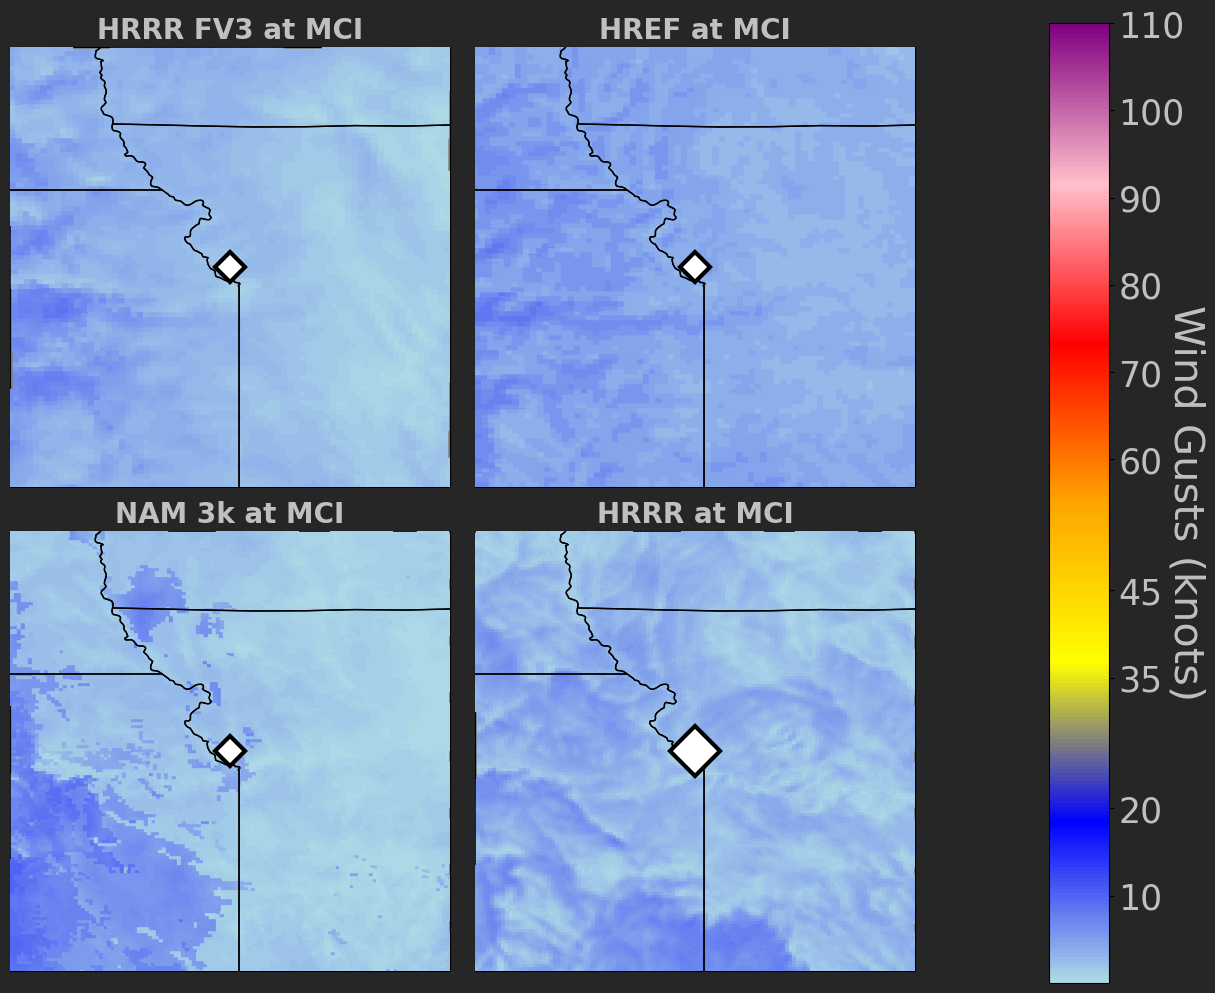 HRRR FV3 at MCI
HREF at MCI
NAM 3k at MCI
HRRR at MCI
110
100
90
80
70
60
45
35
20
10
Wind Gusts (knots)